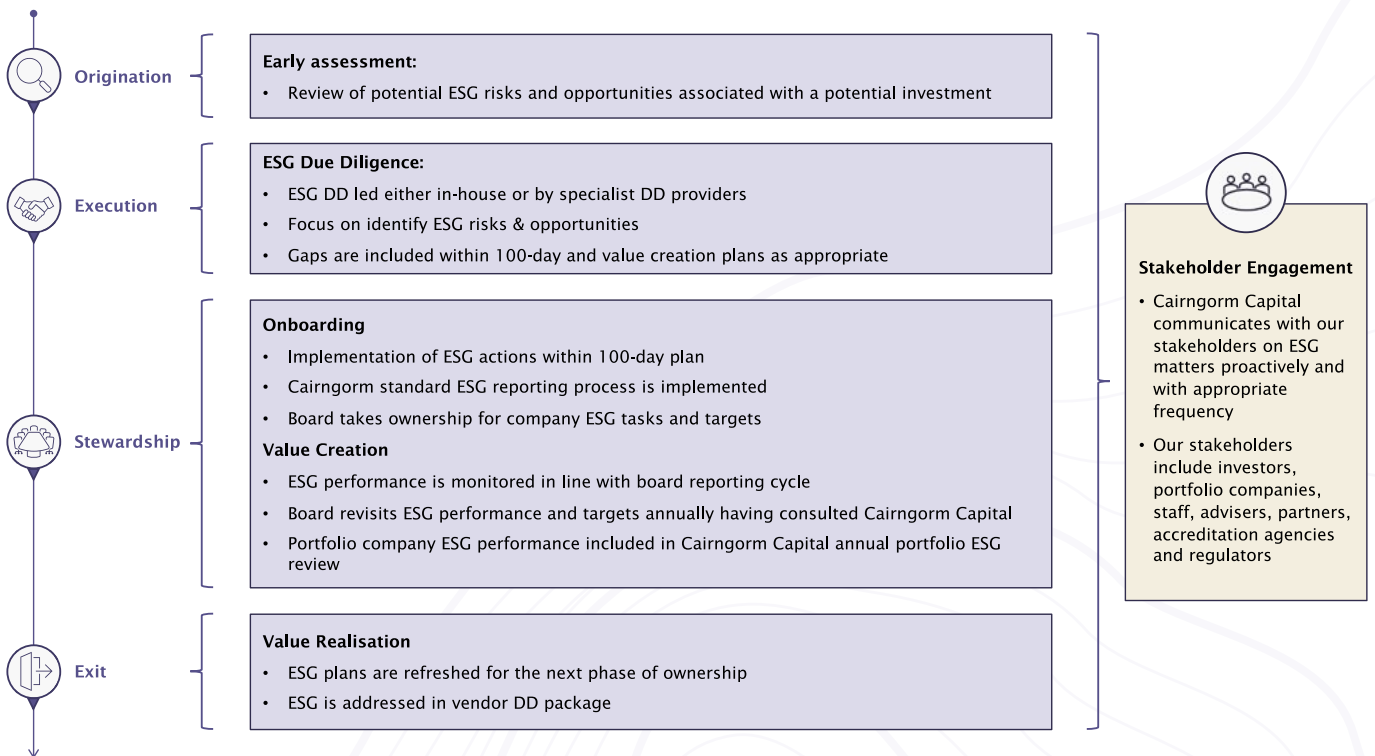 Origination
Early assessment:
• Review of potential ESG risks and opportunities associated with a potential investment
Execution
ESG Due Diligence:
• ESG DD led either in-house or by specialist DD providers
• Focus on identify ESG risks & opportunities
• Gaps are included within 100-day and value creation plans as appropriate
Stewardship
Onboarding
• Implementation of ESG actions within 100-day plan
• Cairngorm standard ESG reporting process is implemented
• Board takes ownership for company ESG tasks and targets
Value Creation
• ESG performance is monitored in line with board reporting cycle
• Board revisits ESG performance and targets annually having consulted Cairngorm Capital
• Portfolio company ESG performance included in Cairngorm Capital annual portfolio ESG
review
Exit
Value Realisation
• ESG plans are refreshed for the next phase of ownership
• ESG is addressed in vendor DD package
Stakeholder Engagement
• Cairngorm Capital
communicates with our
stakeholders on ESG
matters proactively and
with appropriate
frequency
• Our stakeholders
include investors,
portfolio companies,
staff, advisers, partners,
accreditation agencies
and regulators